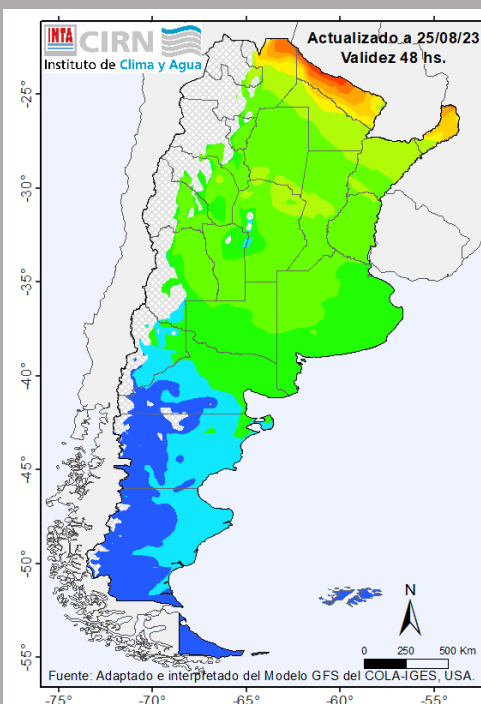 INTA CIRN
Instituto de Clima y Agua
Actualizado a 25/08/23
Validez 48 hs.
-25°
-30°
-35°
-40°
-45°
-50°
-55°
N
0 250 500 Km
Fuente: Adaptado e interpretado del Modelo GFS del COLA-IGES, USA.
-75° -70° -65° -60° -55°